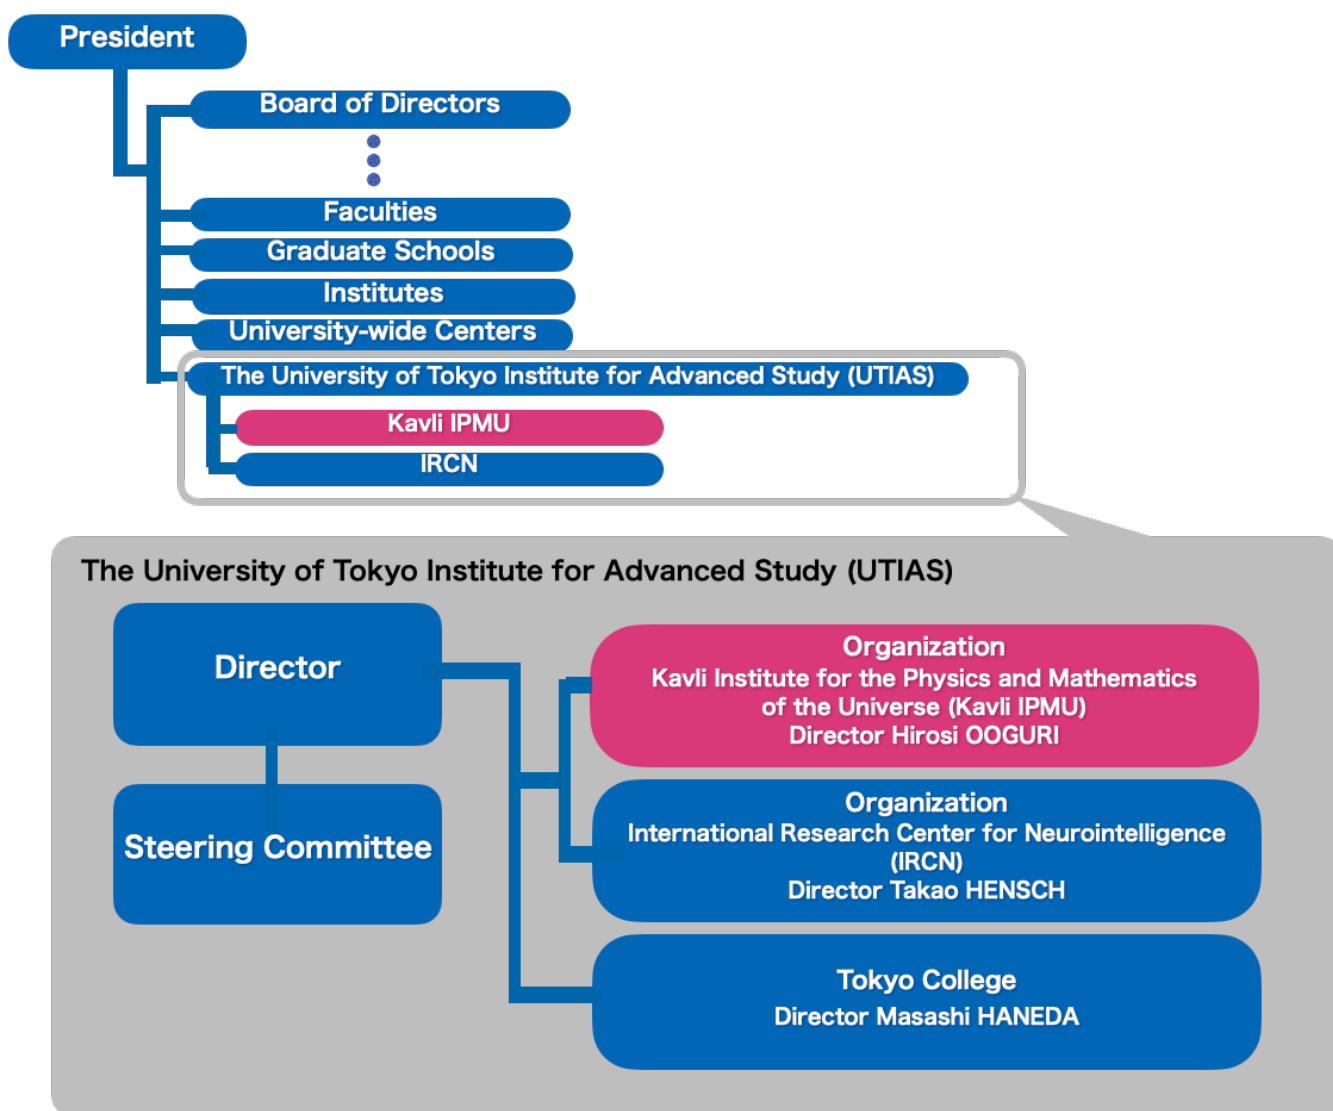 President
Board of Directors
Faculties
Graduate Schools
Institutes
University-wide Centers
The University of Tokyo Institute for Advanced Study (UTIAS)
Kavli IPMU
IRCN
The University of Tokyo Institute for Advanced Study (UTIAS)
Director
Steering Committee
Organization
Kavli Institute for the Physics and Mathematics
of the Universe (Kavli IPMU)
Director Hirosi OOGURI
Organization
International Research Center for Neurointelligence
(IRCN)
Director Takao HENSCH
Tokyo College
Director Masashi HANEDA